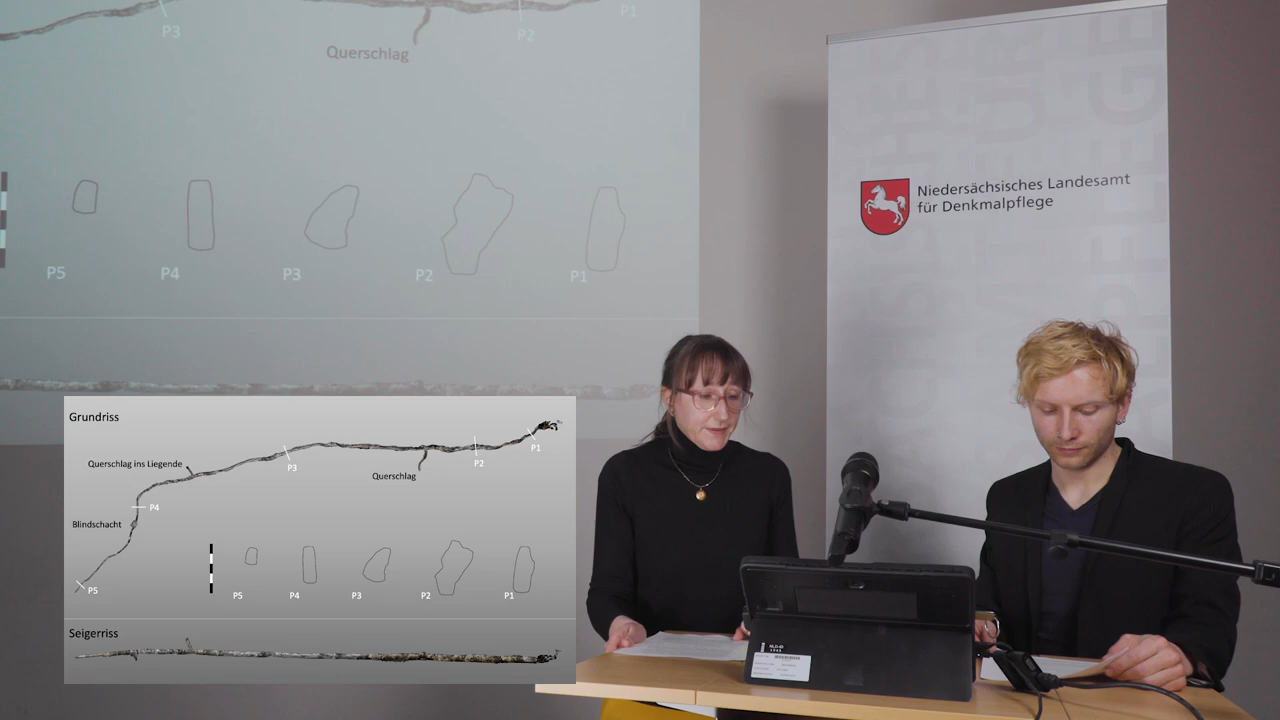 P3
P2
P1
Querschlag
P5
P4
P3
P2
P1
Niedersächsisches Landesamt
für Denkmalpflege
Grundriss
P1
Querschlag ins Liegende
P3
P2
Querschlag
P4
Blindschacht
P5
P5
P4
P3
P2
P1
Seigerriss